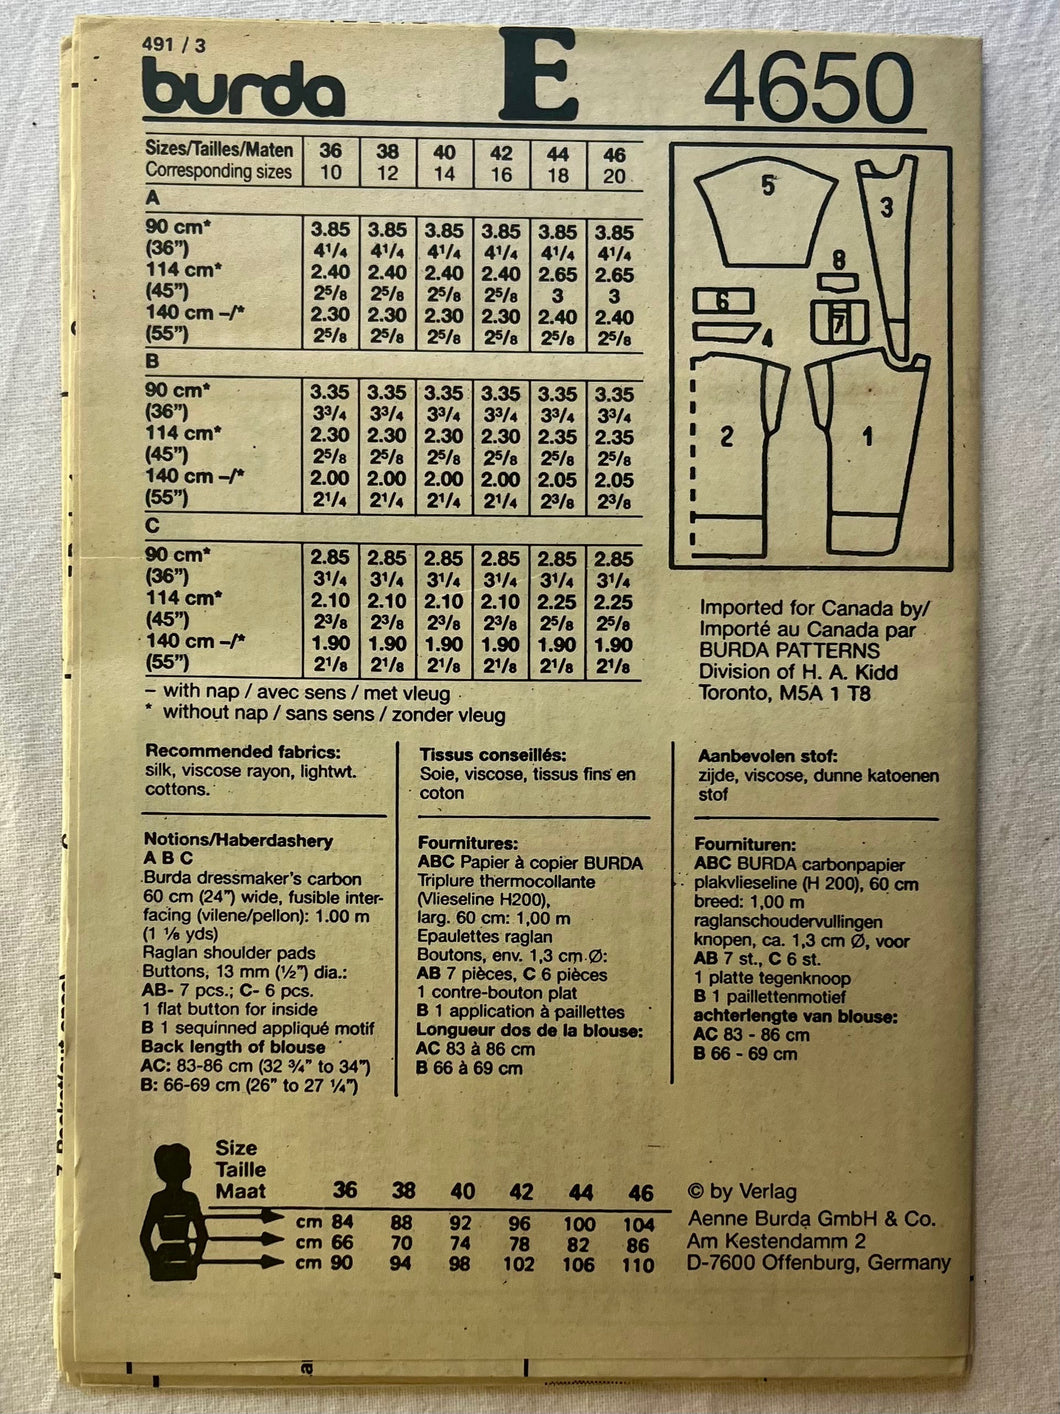 491 / 3
burda E 4650
Sizes/Tailles/Maten 36 38 40 42 44 46
Corresponding sizes 10 12 14 16 18 20
A
90 cm* 3.85 3.85 3.85 3.85 3.85 3.85
(36") 4¼ 4¼ 4¼ 4¼ 4¼ 4¼
114 cm* 2.40 2.40 2.40 2.40 2.65 2.65
(45") 2⅝ 2⅝ 2⅝ 2⅝ 3 3
140 cm –/* 2.30 2.30 2.30 2.30 2.40 2.40
(55") 2⅝ 2⅝ 2⅝ 2⅝ 2⅝ 2⅝
B
90 cm* 3.35 3.35 3.35 3.35 3.35 3.35
(36") 3¾ 3¾ 3¾ 3¾ 3¾ 3¾
114 cm* 2.30 2.30 2.30 2.30 2.35 2.35
(45") 2⅝ 2⅝ 2⅝ 2⅝ 2⅝ 2⅝
140 cm –/* 2.00 2.00 2.00 2.00 2.05 2.05
(55") 2¼ 2¼ 2¼ 2¼ 2⅜ 2⅜
C
90 cm* 2.85 2.85 2.85 2.85 2.85 2.85
(36") 3¼ 3¼ 3¼ 3¼ 3¼ 3¼
114 cm* 2.10 2.10 2.10 2.10 2.25 2.25
(45") 2⅜ 2⅜ 2⅜ 2⅜ 2⅝ 2⅝
140 cm –/* 1.90 1.90 1.90 1.90 1.90 1.90
(55") 2⅛ 2⅛ 2⅛ 2⅛ 2⅛ 2⅛
– with nap / avec sens / met vleug
* without nap / sans sens / zonder vleug
5
3
8
6
7
4
2
1
Imported for Canada by/
Importé au Canada par
BURDA PATTERNS
Division of H. A. Kidd
Toronto, M5A 1 T8
Recommended fabrics:
silk, viscose rayon, lightwt.
cottons.
Tissus conseillés:
Soie, viscose, tissus fins en
coton
Aanbevolen stof:
zijde, viscose, dunne katoenen
stof
Notions/Haberdashery
A B C
Burda dressmaker's carbon
60 cm (24") wide, fusible inter-
facing (vilene/pellon): 1.00 m
(1 ⅛ yds)
Raglan shoulder pads
Buttons, 13 mm (½") dia.:
AB- 7 pcs.; C- 6 pcs.
1 flat button for inside
B 1 sequinned appliqué motif
Back length of blouse
AC: 83-86 cm (32 ¾" to 34")
B: 66-69 cm (26" to 27 ¼")
Fournitures:
ABC Papier à copier BURDA
Triplure thermocollante
(Vlieseline H200),
larg. 60 cm: 1,00 m
Epaulettes raglan
Boutons, env. 1,3 cm Ø:
AB 7 pièces, C 6 pièces
1 contre-bouton plat
B 1 application à paillettes
Longueur dos de la blouse:
AC 83 à 86 cm
B 66 à 69 cm
Fournituren:
ABC BURDA carbonpapier
plakvlieseline (H 200), 60 cm
breed: 1,00 m
raglanschoudervullingen
knopen, ca. 1,3 cm Ø, voor
AB 7 st., C 6 st.
1 platte tegenknoop
B 1 paillettenmotief
achterlengte van blouse:
AC 83 - 86 cm
B 66 - 69 cm
Size
Taille
Maat 36 38 40 42 44 46
cm 84 88 92 96 100 104
cm 66 70 74 78 82 86
cm 90 94 98 102 106 110
© by Verlag
Aenne Burda GmbH & Co.
Am Kestendamm 2
D-7600 Offenburg, Germany